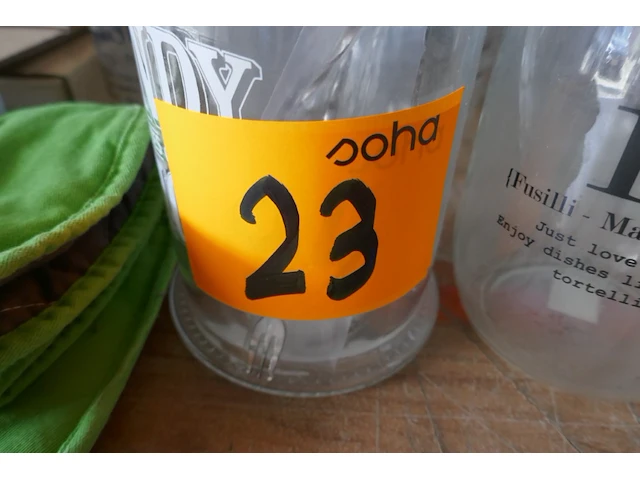 DY
soha
23
{Fusilli - Ma
Just love
Enjoy dishes li
tortelli